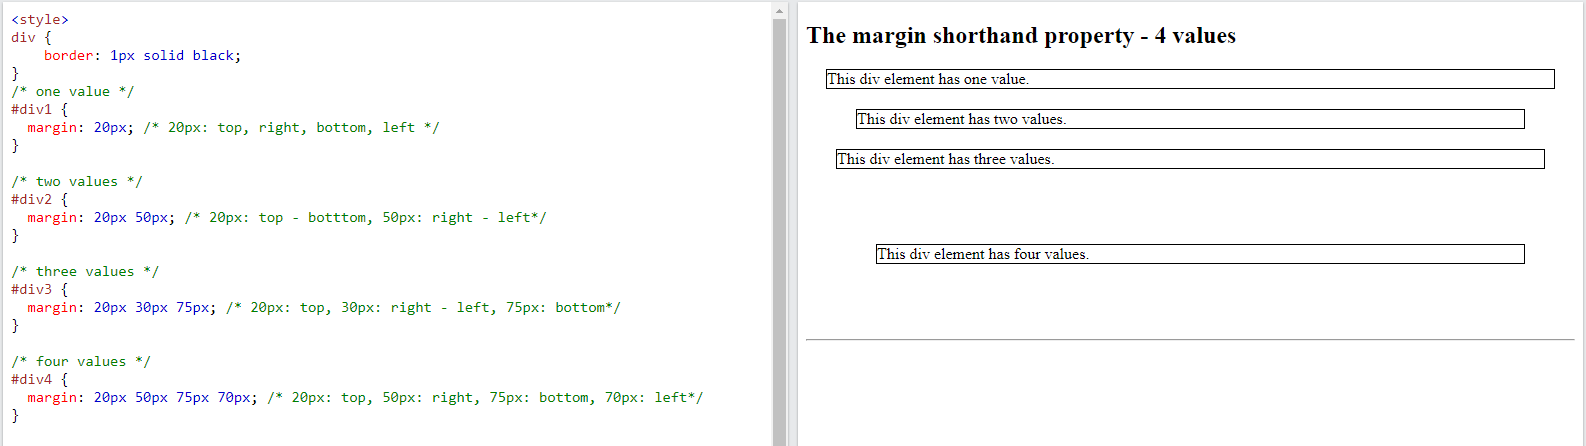 <style>
div {
    border: 1px solid black;
}
/* one value */
#div1 {
  margin: 20px; /* 20px: top, right, bottom, left */
}

/* two values */
#div2 {
  margin: 20px 50px; /* 20px: top - botttom, 50px: right - left*/
}

/* three values */
#div3 {
  margin: 20px 30px 75px; /* 20px: top, 30px: right - left, 75px: bottom*/
}

/* four values */
#div4 {
  margin: 20px 50px 75px 70px; /* 20px: top, 50px: right, 75px: bottom, 70px: left*/
}
The margin shorthand property - 4 values
This div element has one value.
This div element has two values.
This div element has three values.
This div element has four values.